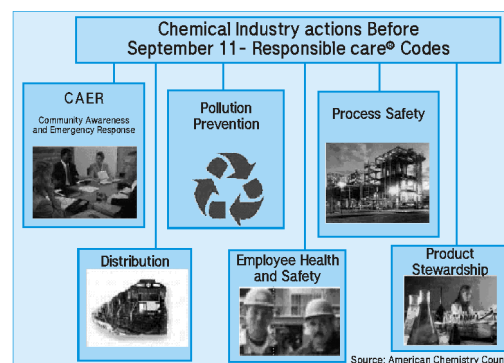 Chemical Industry actions Before
September 11- Responsible care® Codes
CAER
Community Awareness
and Emergency Response
Pollution
Prevention
Process Safety
Distribution
Employee Health
and Safety
Product
Stewardship
Source: American Chemistry Coun